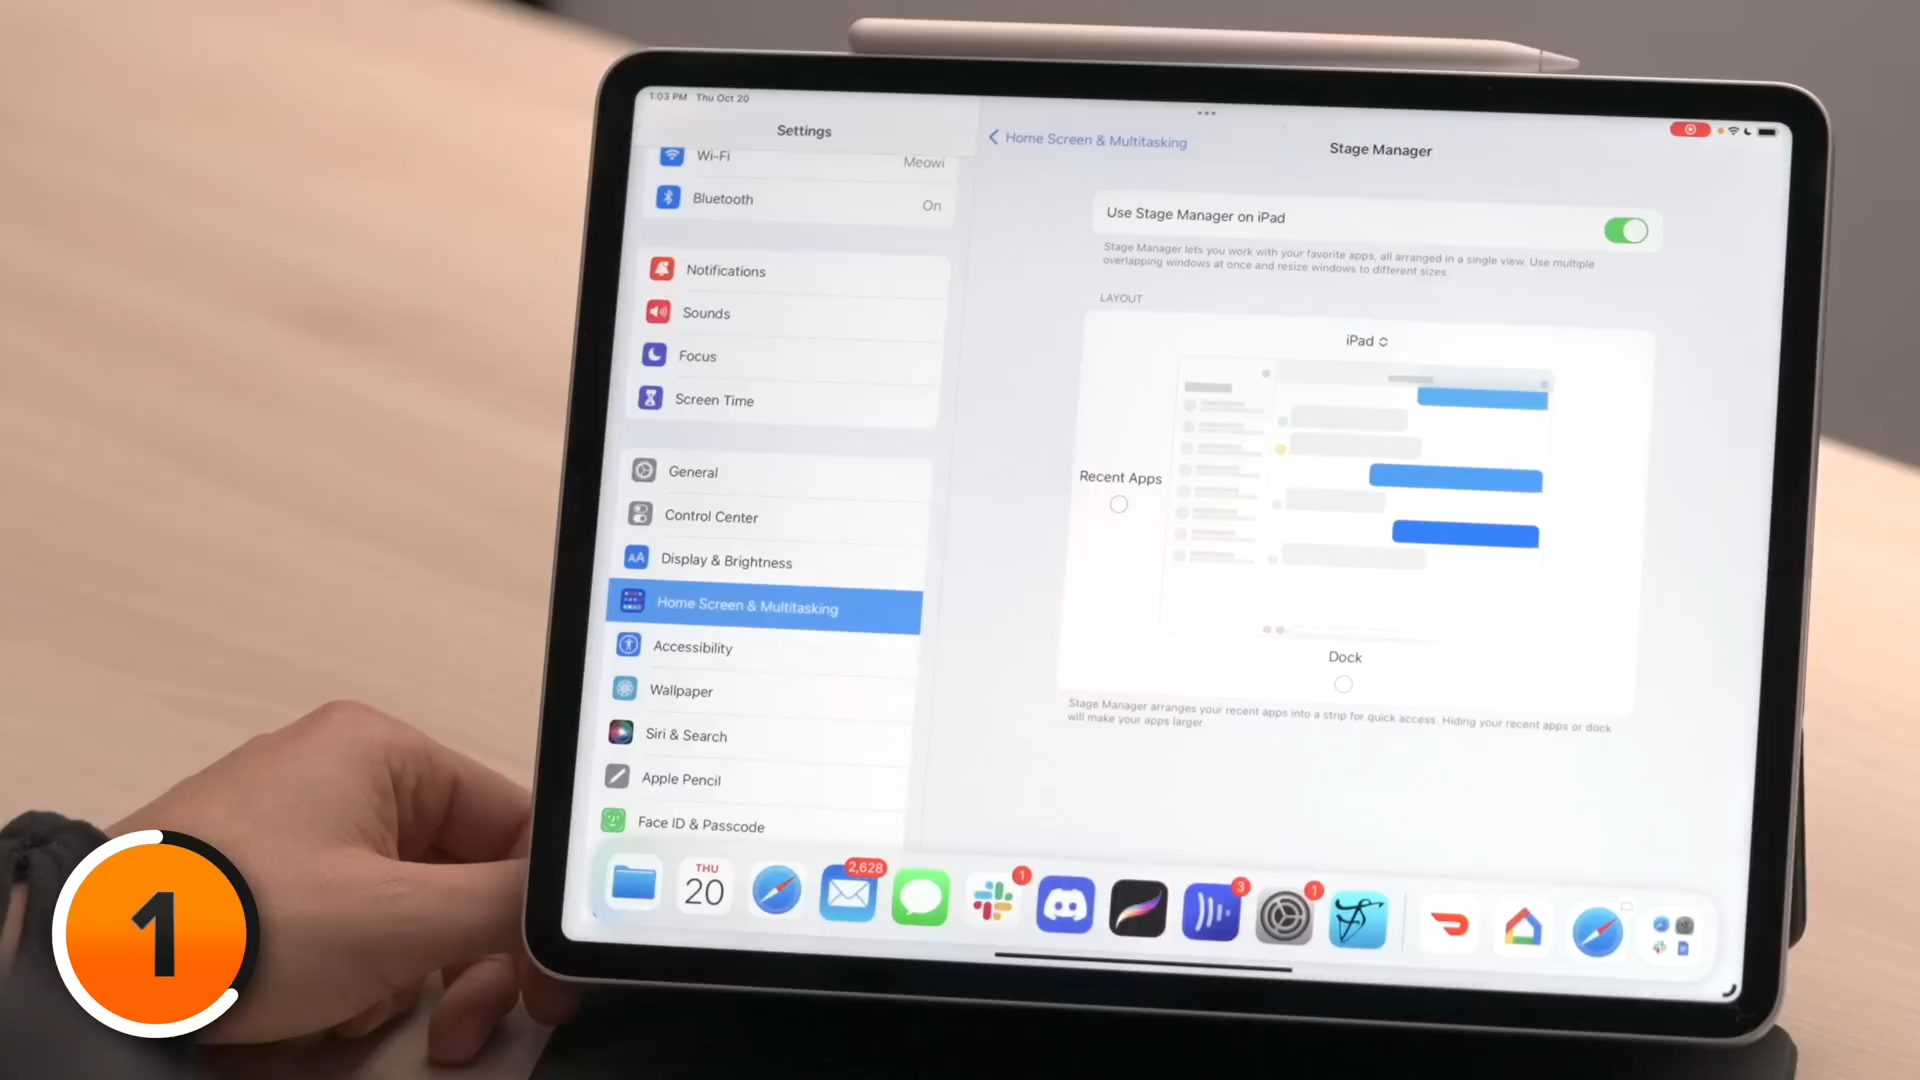 1:03 PM Thu Oct 20
Settings
Wi-Fi Meowi
Bluetooth On
Notifications
Sounds
Focus
Screen Time
General
Control Center
AA Display & Brightness
Home Screen & Multitasking
Accessibility
Wallpaper
Siri & Search
Apple Pencil
Face ID & Passcode
Home Screen & Multitasking
Stage Manager
Use Stage Manager on iPad
Stage Manager lets you work with your favorite apps, all arranged in a single view. Use multiple
overlapping windows at once and resize windows to different sizes.
LAYOUT
iPad
Recent Apps
Dock
Stage Manager arranges your recent apps into a strip for quick access. Hiding your recent apps or dock
will make your apps larger.
THU
20
2,628
1
3
1
1